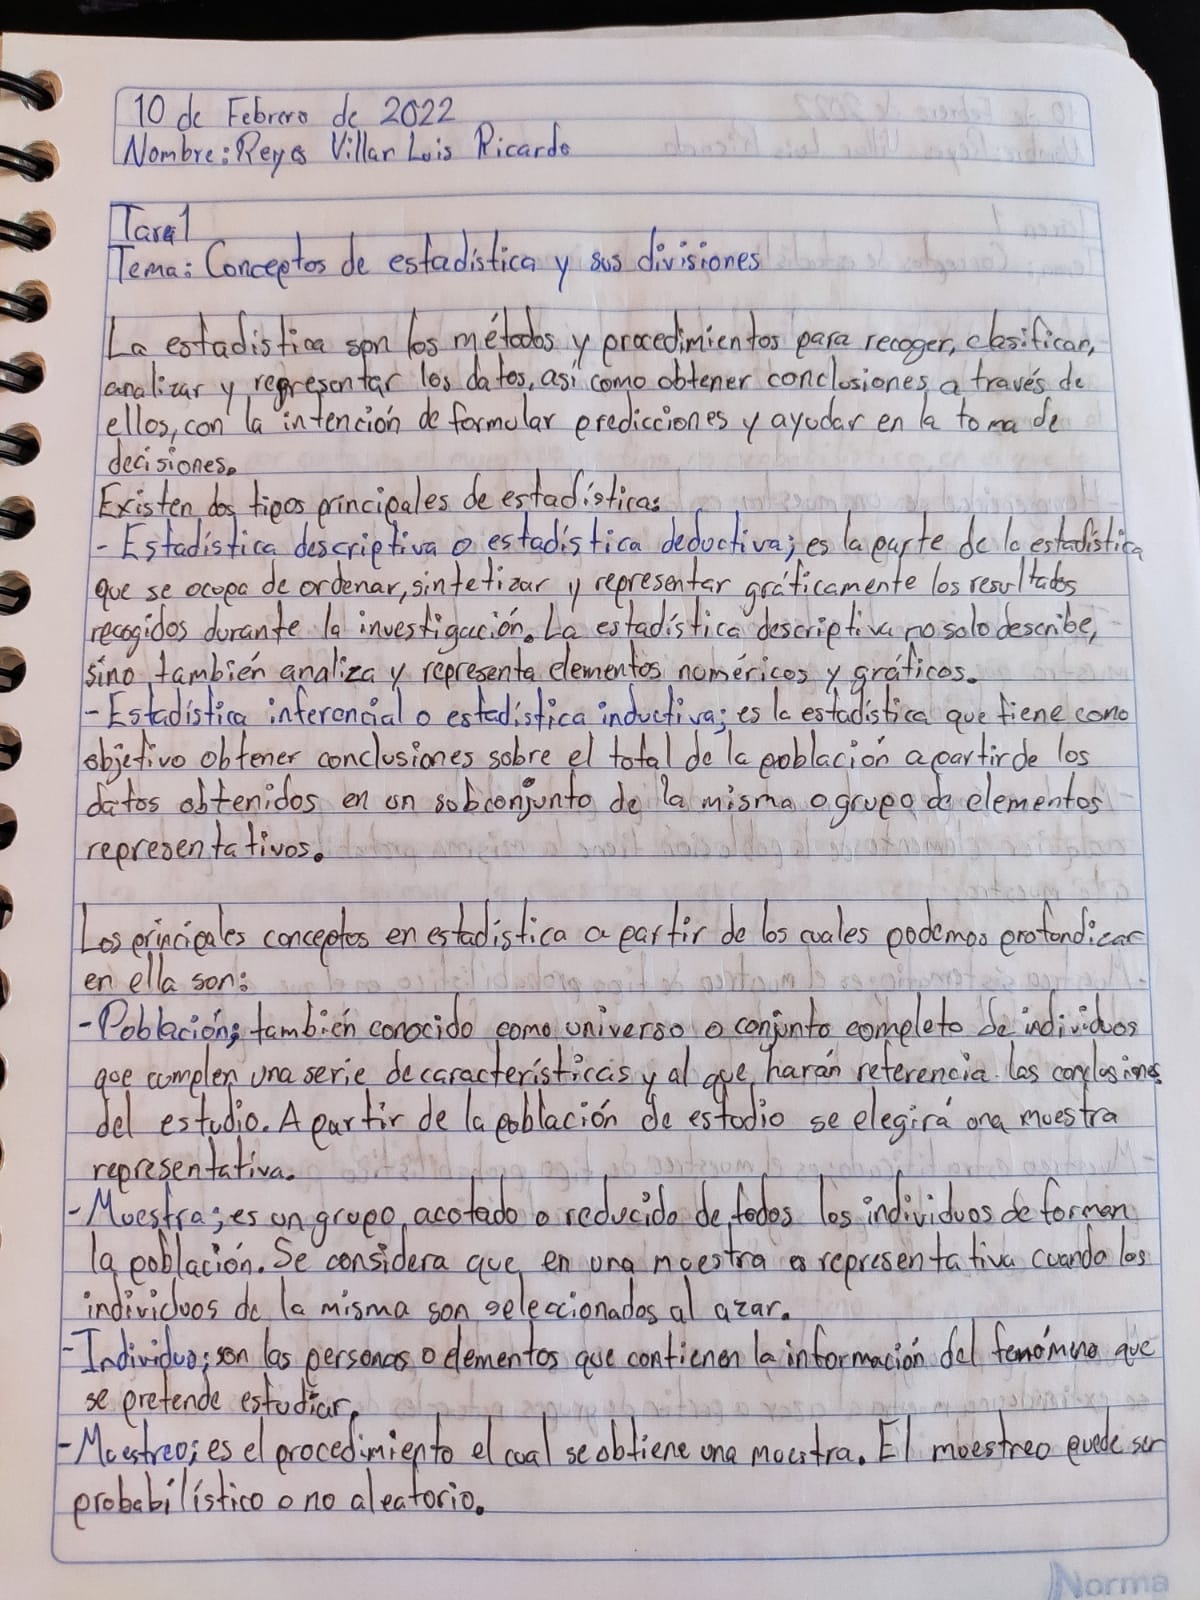 10 de Febrero de 2022
Nombre: Reyes Villar Luis Ricardo
Tarea 1
Tema: Conceptos de estadística y sus divisiones
La estadística son los métodos y procedimientos para recoger, clasificar,
analizar y representar los datos, así como obtener conclusiones a través de
ellos, con la intención de formular predicciones y ayudar en la toma de
decisiones.
Existen dos tipos principales de estadística:
- Estadística descriptiva o estadística deductiva; es la parte de la estadística
que se ocupa de ordenar, sintetizar y representar gráficamente los resultados
recogidos durante la investigación. La estadística descriptiva no solo describe,
sino también analiza y representa elementos numéricos y gráficos.
- Estadística inferencial o estadística inductiva; es la estadística que tiene como
objetivo obtener conclusiones sobre el total de la población a partir de los
datos obtenidos en un subconjunto de la misma o grupo de elementos
representativos.
Los principales conceptos en estadística a partir de los cuales podemos profundizar
en ella son:
- Población; también conocido como universo o conjunto completo de individuos
que cumplen una serie de características y al que harán referencia las conclusiones
del estudio. A partir de la población de estudio se elegirá una muestra
representativa.
- Muestra; es un grupo acotado o reducido de todos los individuos de forman
la población. Se considera que en una muestra es representativa cuando los
individuos de la misma son seleccionados al azar.
- Individuo; son las personas o elementos que contienen la información del fenómeno que
se pretende estudiar.
- Muestreo; es el procedimiento el cual se obtiene una muestra. El muestreo puede ser
probabilístico o no aleatorio.
Norma